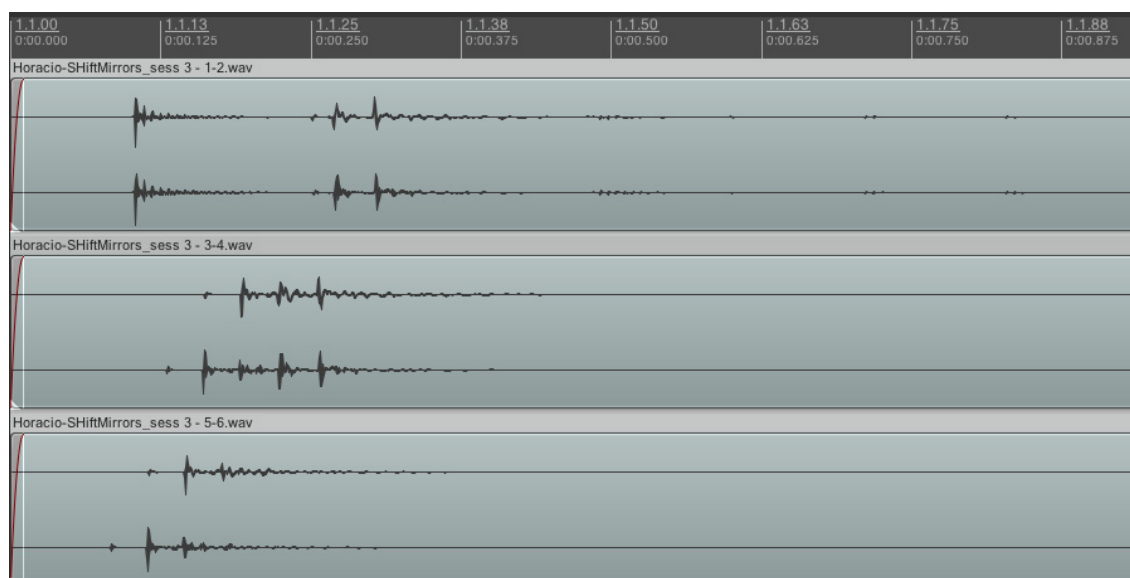 1.1.00 1.1.13 1.1.25 1.1.38 1.1.50 1.1.63 1.1.75 1.1.88
0:00.000 0:00.125 0:00.250 0:00.375 0:00.500 0:00.625 0:00.750 0:00.875
Horacio-SHiftMirrors_sess 3 - 1-2.wav
Horacio-SHiftMirrors_sess 3 - 3-4.wav
Horacio-SHiftMirrors_sess 3 - 5-6.wav